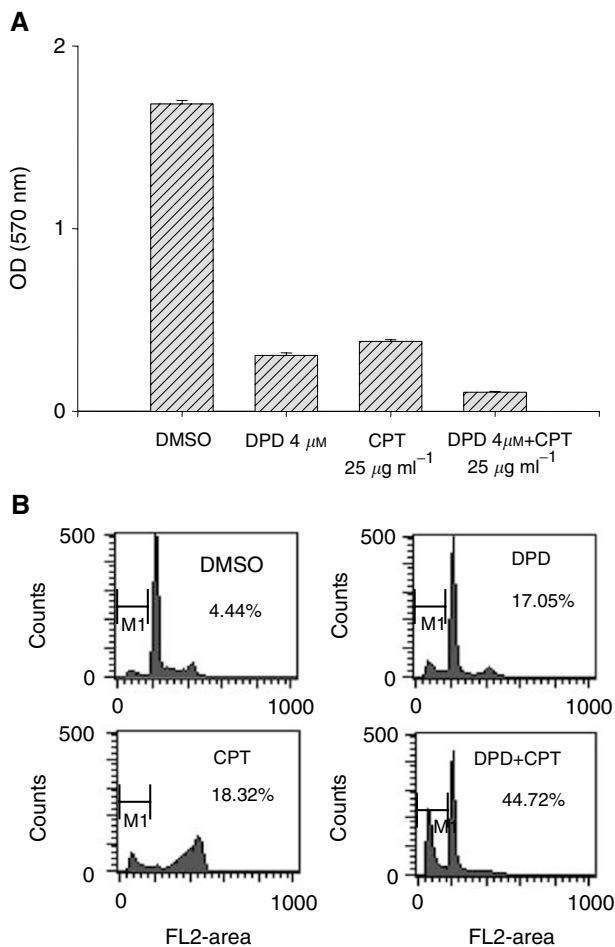 A
2
1
0
OD (570 nm)
DMSO
DPD 4 μM
CPT
25 μg ml⁻¹
DPD 4μM+CPT
25 μg ml⁻¹
B
500
Counts
0
M1
DMSO
4.44%
0
1000
500
Counts
0
M1
DPD
17.05%
0
1000
500
Counts
0
M1
CPT
18.32%
0
1000
FL2-area
500
Counts
0
M1
DPD+CPT
44.72%
0
1000
FL2-area